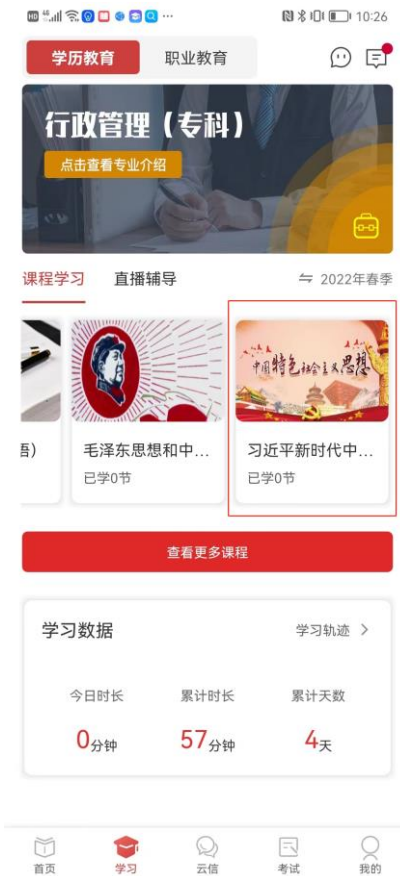 10:26
学历教育
职业教育
行政管理（专科）
点击查看专业介绍
课程学习
直播辅导
2022年春季
中国特色社会主义思想
语）
毛泽东思想和中...
习近平新时代中...
已学0节
已学0节
查看更多课程
学习数据
学习轨迹
今日时长
累计时长
累计天数
0分钟
57分钟
4天
首页
学习
云信
考试
我的